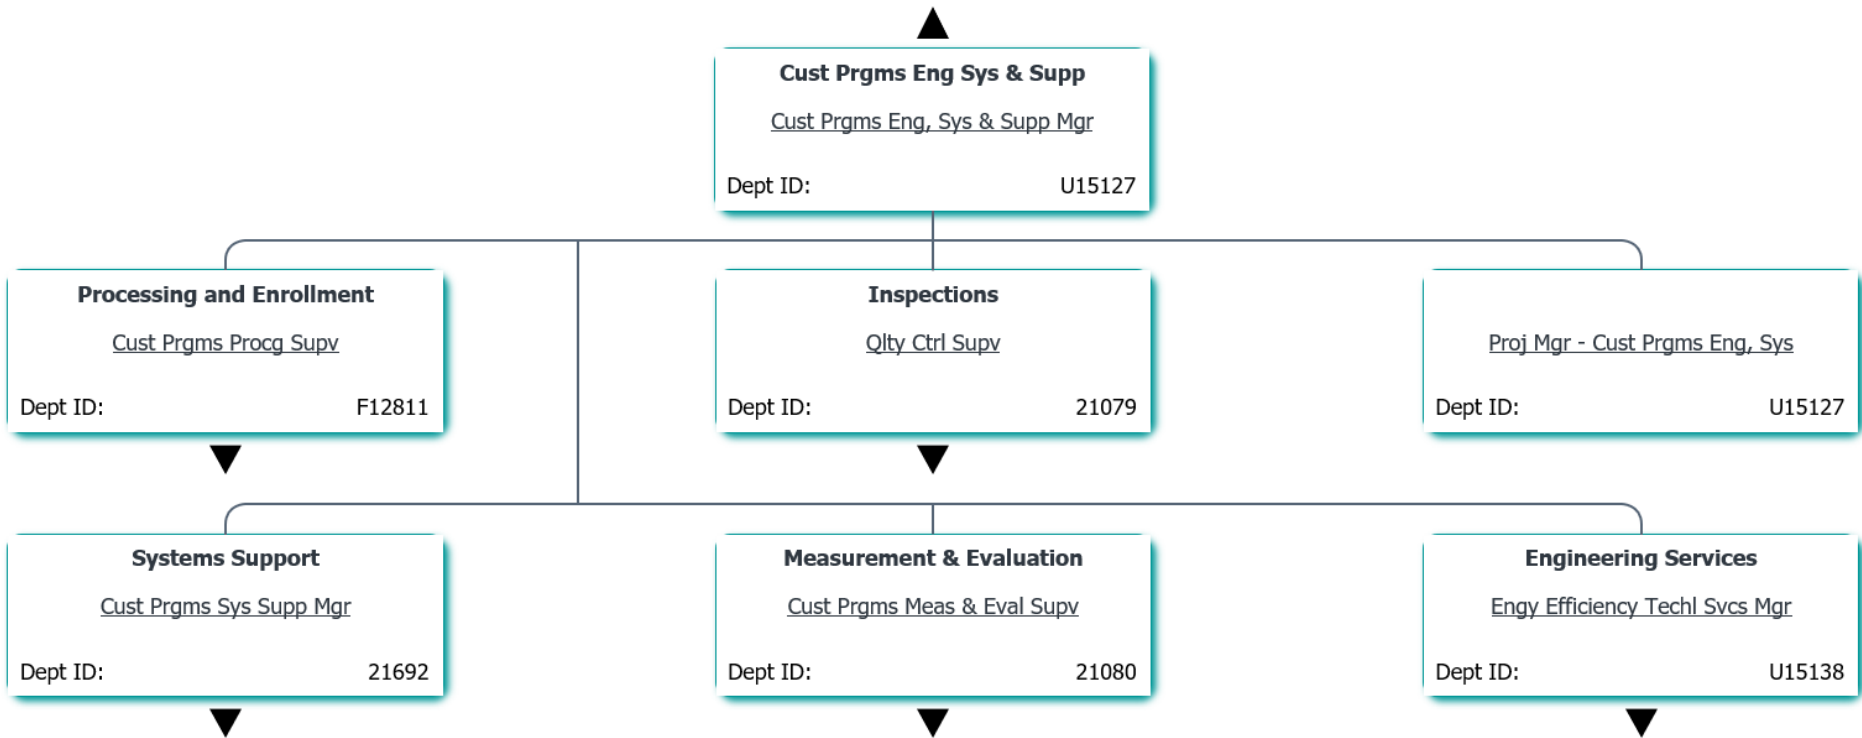 Cust Prgms Eng Sys & Supp
Cust Prgms Eng, Sys & Supp Mgr
Dept ID: U15127
Processing and Enrollment
Cust Prgms Procg Supv
Dept ID: F12811
Inspections
Qlty Ctrl Supv
Dept ID: 21079
Proj Mgr - Cust Prgms Eng, Sys
Dept ID: U15127
Systems Support
Cust Prgms Sys Supp Mgr
Dept ID: 21692
Measurement & Evaluation
Cust Prgms Meas & Eval Supv
Dept ID: 21080
Engineering Services
Engy Efficiency Techl Svcs Mgr
Dept ID: U15138